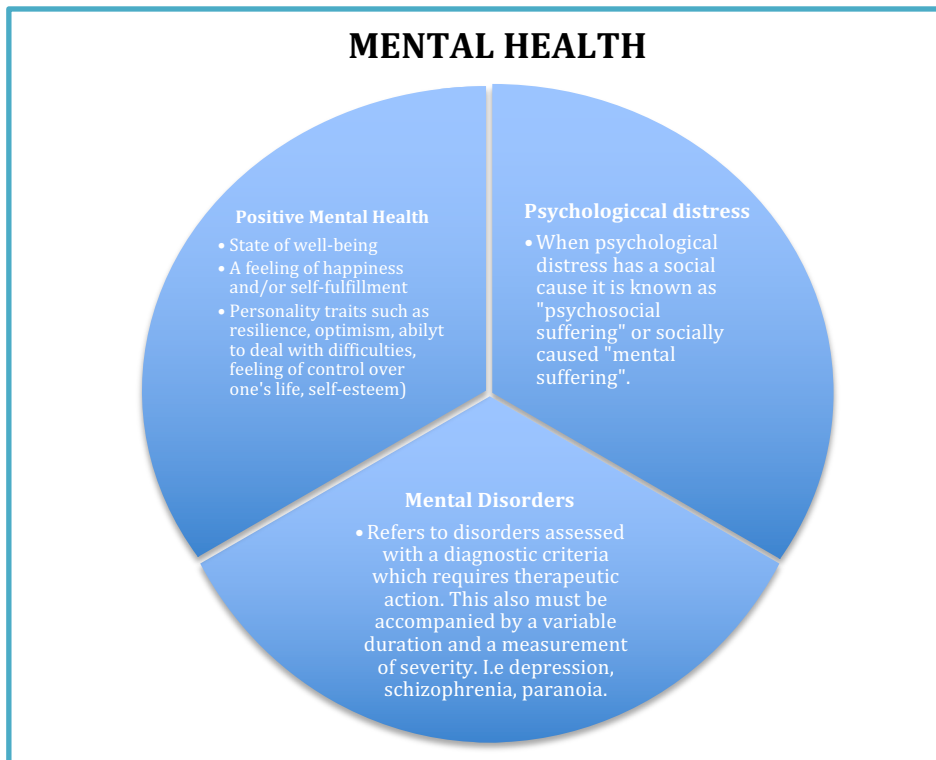 MENTAL HEALTH
Positive Mental Health
• State of well-being
• A feeling of happiness
and/or self-fulfillment
• Personality traits such as
resilience, optimism, abilyt
to deal with difficulties,
feeling of control over
one's life, self-esteem)
Psychologiccal distress
• When psychological
distress has a social
cause it is known as
"psychosocial
suffering" or socially
caused "mental
suffering".
Mental Disorders
• Refers to disorders assessed
with a diagnostic criteria
which requires therapeutic
action. This also must be
accompanied by a variable
duration and a measurement
of severity. I.e depression,
schizophrenia, paranoia.